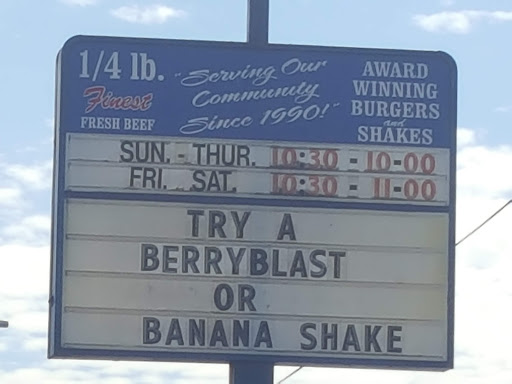 1/4 lb.
Finest
FRESH BEEF
"Serving Our
Community
Since 1990!"
AWARD
WINNING
BURGERS
and
SHAKES
SUN. - THUR. 10:30 - 10-00
FRI. SAT. 10:30 - 11-00
TRY A
BERRYBLAST
OR
BANANA SHAKE